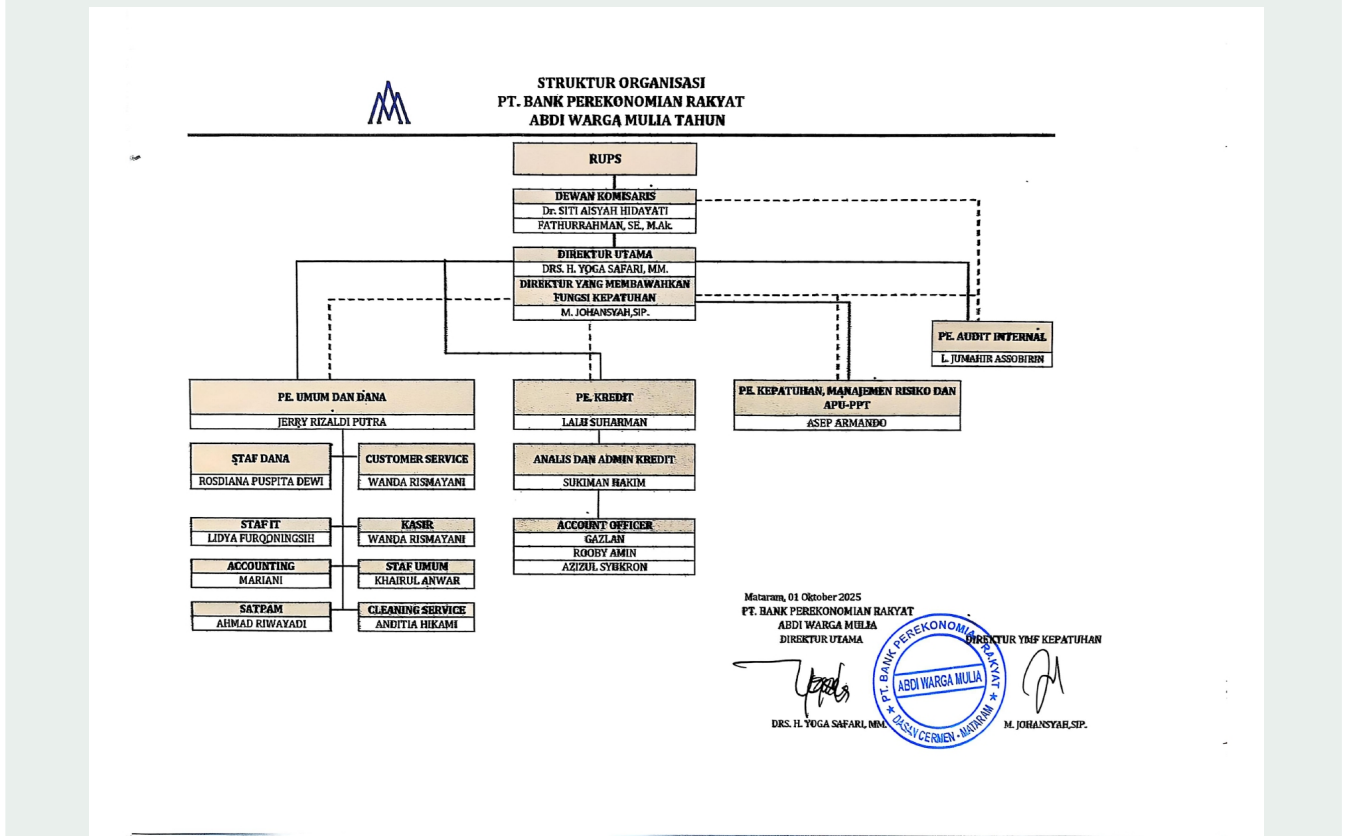 STRUKTUR ORGANISASI
PT. BANK PEREKONOMIAN RAKYAT
ABDI WARGA MULIA TAHUN
RUPS
DEWAN KOMISARIS
Dr. SITI AISYAH HIDAYATI
FATHURRAHMAN, SE., M.Ak.
DIREKTUR UTAMA
DRS. H. YOGA SAFARI, MM.
DIREKTUR YANG MEMBAWAHKAN
FUNGSI KEPATUHAN
M. JOHANSYAH,SIP.
PE. AUDIT INTERNAL
L. JUMAHIR ASSOBIRIN
PE. UMUM DAN DANA
JERRY RIZALDI PUTRA
PE. KREDIT
LALU SUHARMAN
PE. KEPATUHAN, MANAJEMEN RISIKO DAN
APU-PPT
ASEP ARMANDO
STAF DANA
ROSDIANA PUSPITA DEWI
CUSTOMER SERVICE
WANDA RISMAYANI
ANALIS DAN ADMIN KREDIT
SUKIMAN HAKIM
STAF IT
LIDYA FURQONINGSIH
KASIR
WANDA RISMAYANI
ACCOUNT OFFICER
GAZLAN
ROOBY AMIN
AZIZUL SYUKRON
ACCOUNTING
MARIANI
STAF UMUM
KHAIRUL ANWAR
SATPAM
AHMAD RIWAYADI
CLEANING SERVICE
ANDITIA HIKAMI
Mataram, 01 Oktober 2025
PT. BANK PEREKONOMIAN RAKYAT
ABDI WARGA MULIA
DIREKTUR UTAMA
DIREKTUR YMF KEPATUHAN
PT. BANK PEREKONOMIAN RAKYAT
ABDI WARGA MULIA
DASAN CERMEN - MATARAM
DRS. H. YOGA SAFARI, MM.
M. JOHANSYAH,SIP.